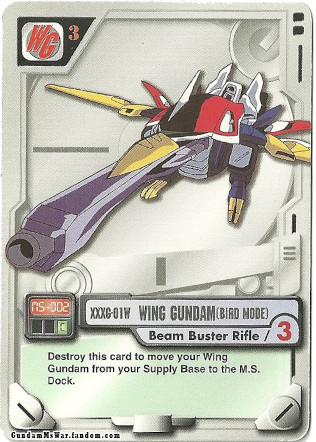 WG 3
MS-002
C
XXXG-01W WING GUNDAM (BIRD MODE)
Beam Buster Rifle / 3
Destroy this card to move your Wing
Gundam from your Supply Base to the M.S.
Dock.
GundamMsWar.fandom.com